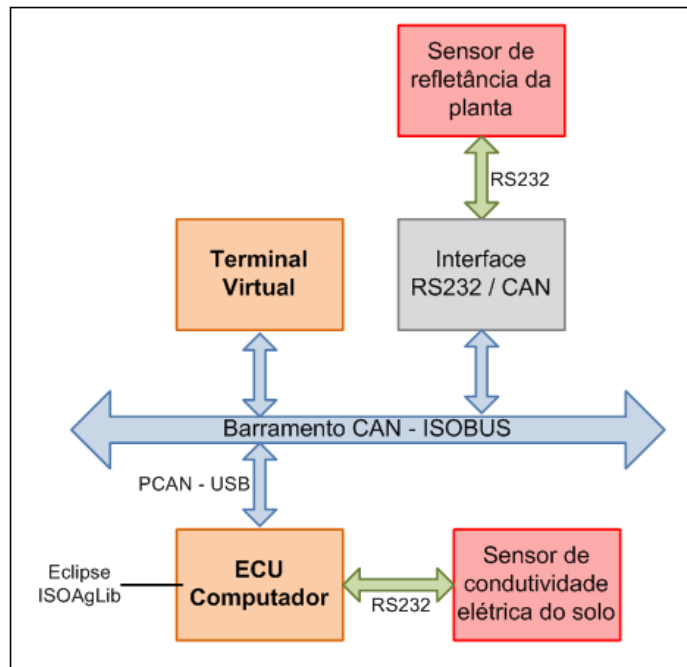 Sensor de
refletância da
planta
RS232
Terminal
Virtual
Interface
RS232 / CAN
Barramento CAN - ISOBUS
PCAN - USB
Eclipse
ISOAgLib
ECU
Computador
RS232
Sensor de
condutividade
elétrica do solo